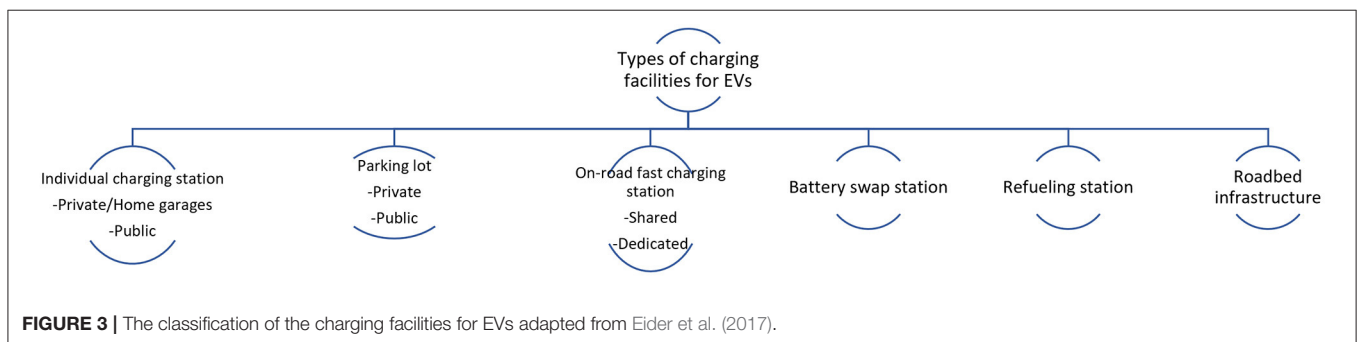 Types of charging
facilities for EVs
Individual charging station
-Private/Home garages
-Public
Parking lot
-Private
-Public
On-road fast charging
station
-Shared
-Dedicated
Battery swap station
Refueling station
Roadbed
infrastructure
FIGURE 3 | The classification of the charging facilities for EVs adapted from Eider et al. (2017).